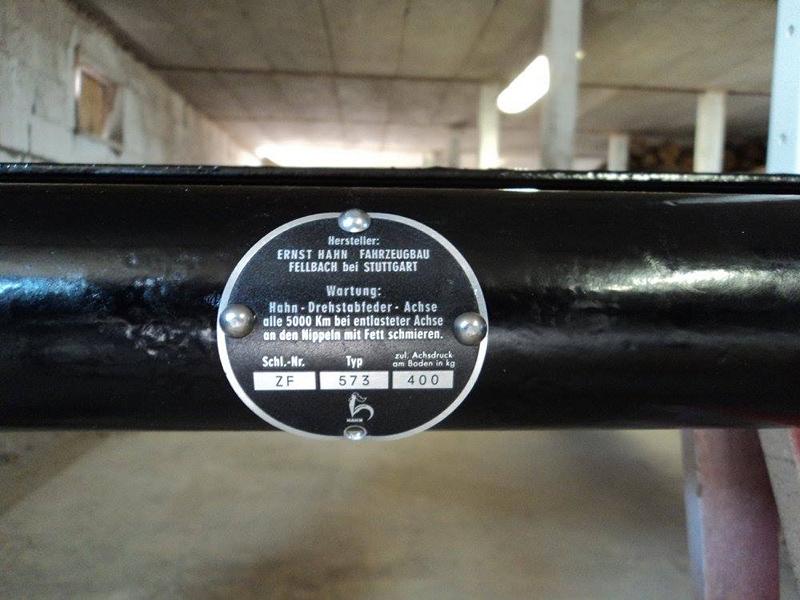 Hersteller:
ERNST HAHN FAHRZEUGBAU
FELLBACH bei STUTTGART
Wartung:
Hahn - Drehstabfeder - Achse
alle 5000 Km bei entlasteter Achse
an den Nippeln mit Fett schmieren.
Schl.-Nr. Typ zul. Achsdruck
am Boden in kg
ZF 573 400
HAHN